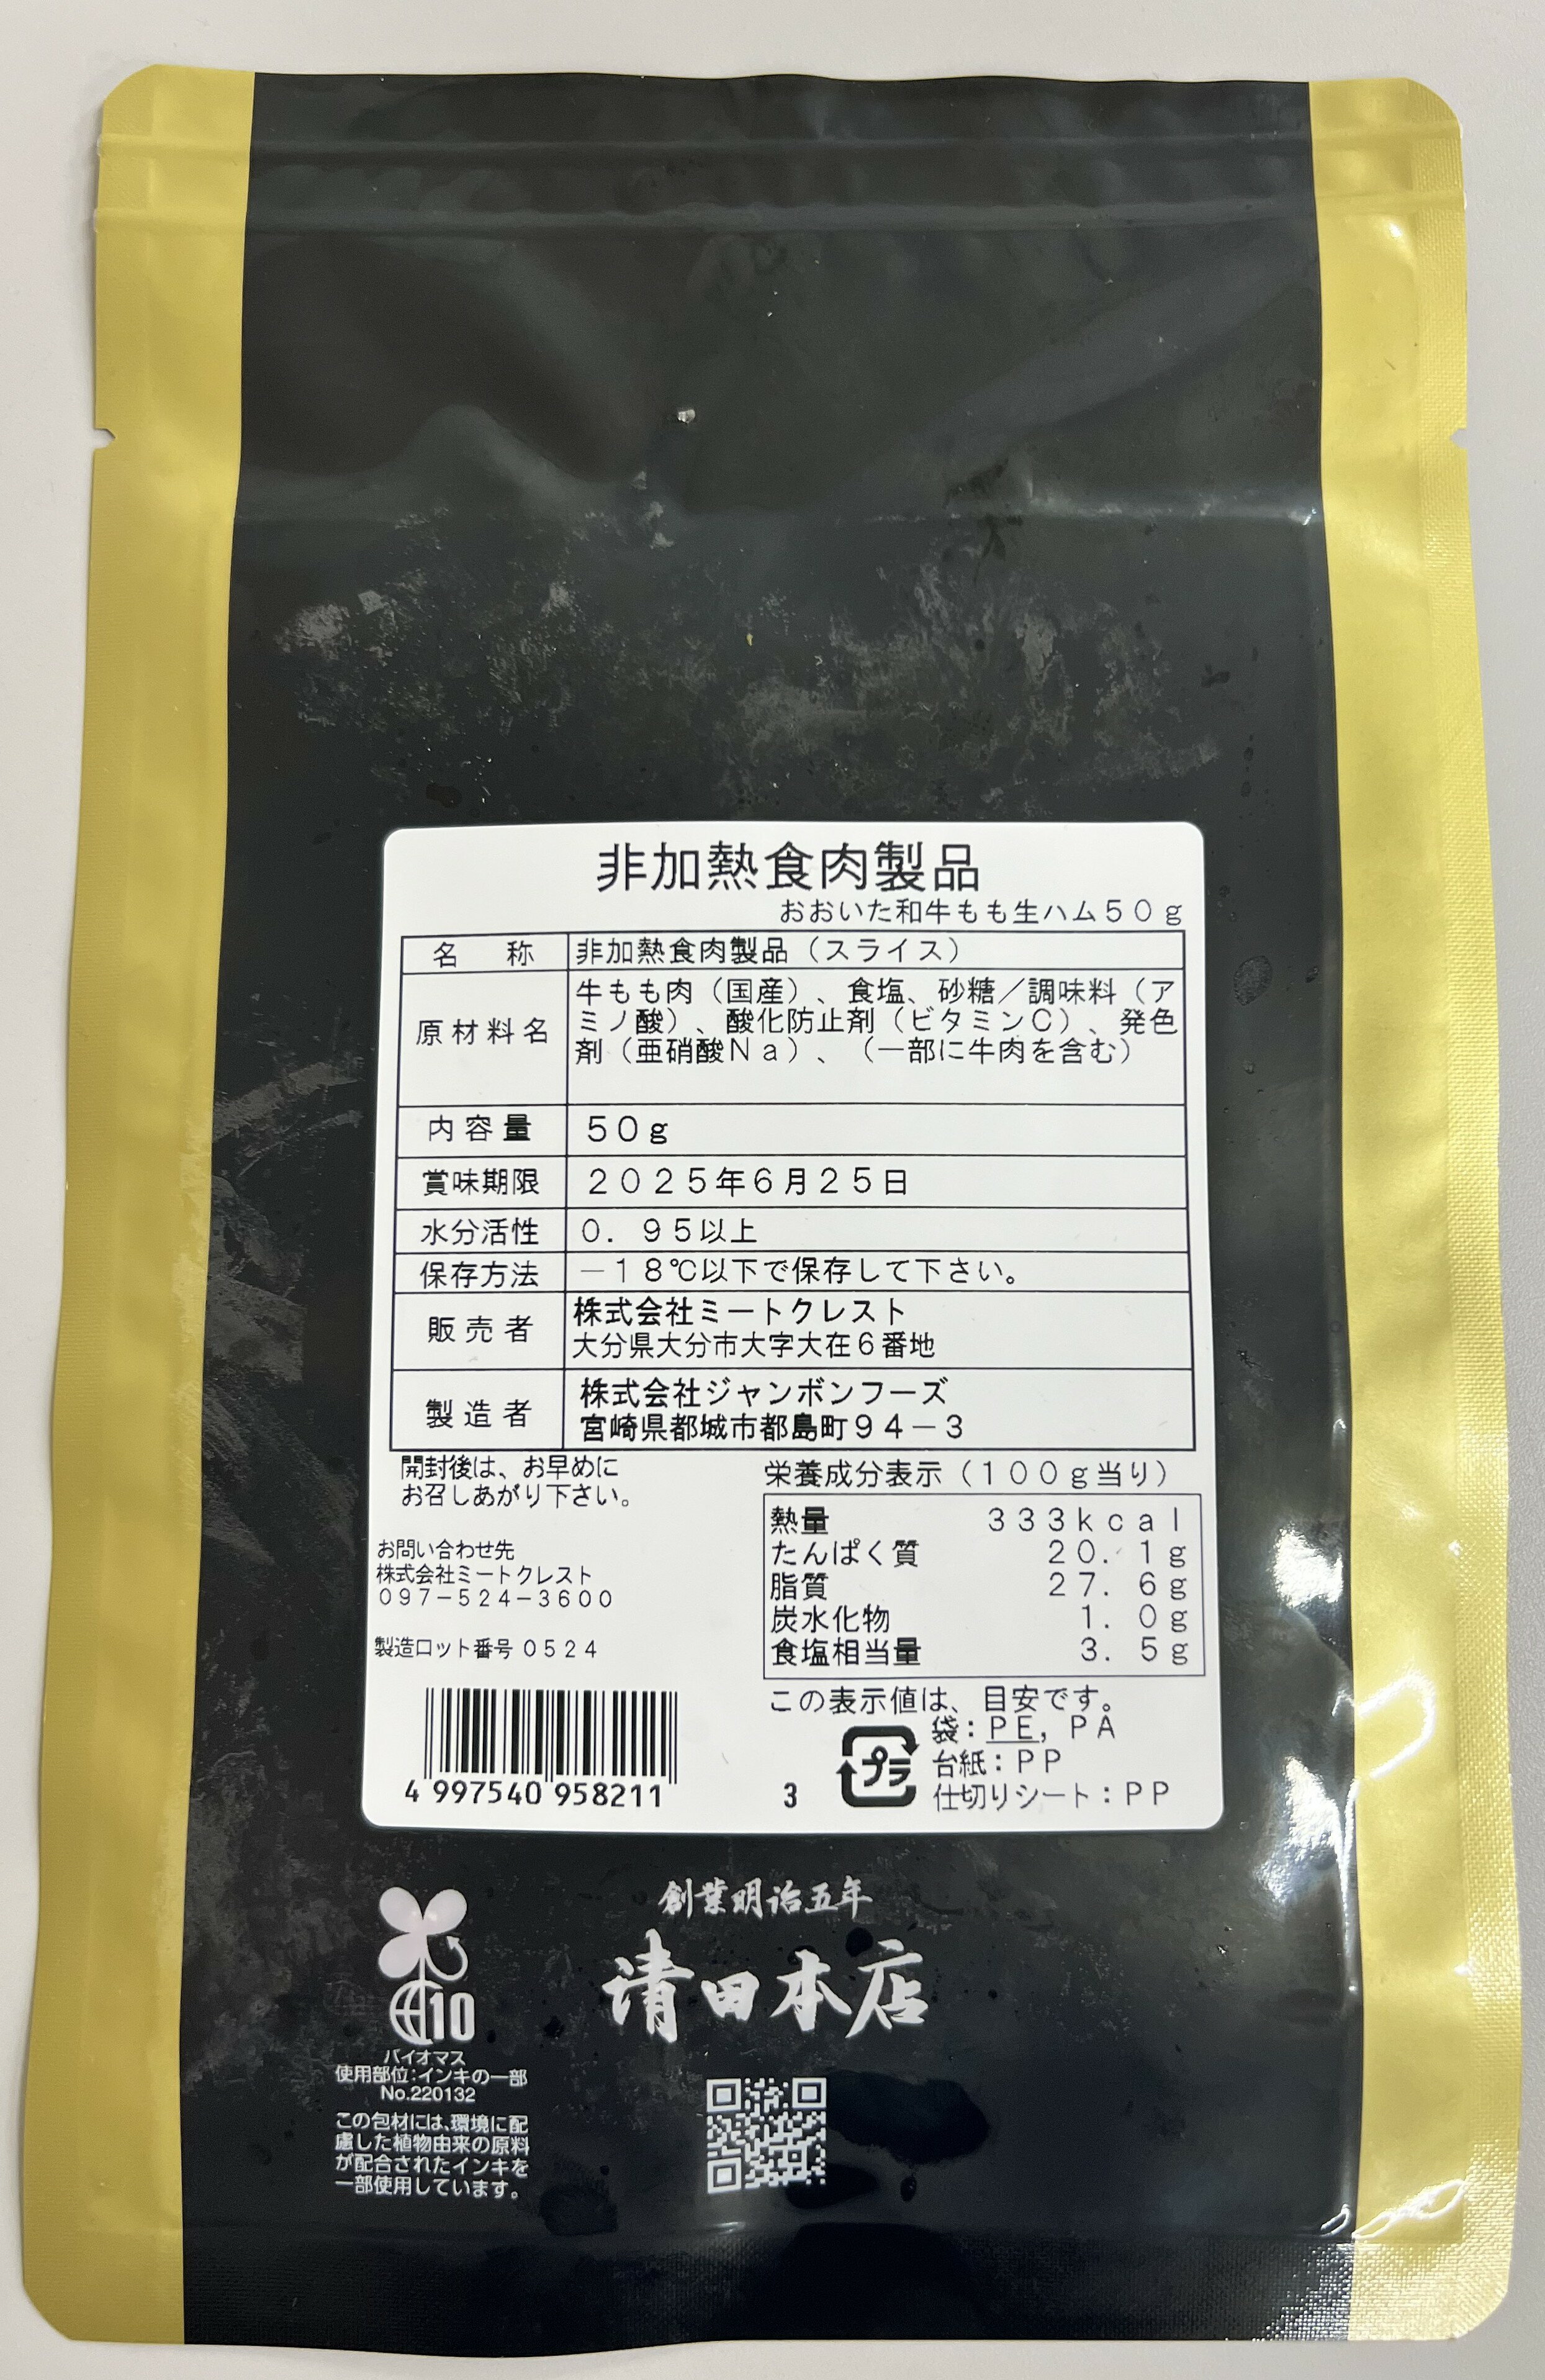 非加熱食肉製品
おおいた和牛もも生ハム50g
名　称 非加熱食肉製品（スライス）
原材料名 牛もも肉（国産）、食塩、砂糖／調味料（ア
ミノ酸）、酸化防止剤（ビタミンC）、発色
剤（亜硝酸Na）、（一部に牛肉を含む）
内容量 50g
賞味期限 2025年6月25日
水分活性 0.95以上
保存方法 －18℃以下で保存して下さい。
販売者 株式会社ミートクレスト
大分県大分市大字大在6番地
製造者 株式会社ジャンボンフーズ
宮崎県都城市都島町94－3
開封後は、お早めに
お召しあがり下さい。
お問い合わせ先
株式会社ミートクレスト
097-524-3600
製造ロット番号 0524
4 997540 958211
栄養成分表示（100g当り）
熱量 333kcal
たんぱく質 20.1g
脂質 27.6g
炭水化物 1.0g
食塩相当量 3.5g
この表示値は、目安です。
3
プラ
袋：PE，PA
台紙：PP
仕切りシート：PP
創業明治五年
清田本店
10
バイオマス
使用部位：インキの一部
No.220132
この包材には、環境に配
慮した植物由来の原料
が配合されたインキを
一部使用しています。